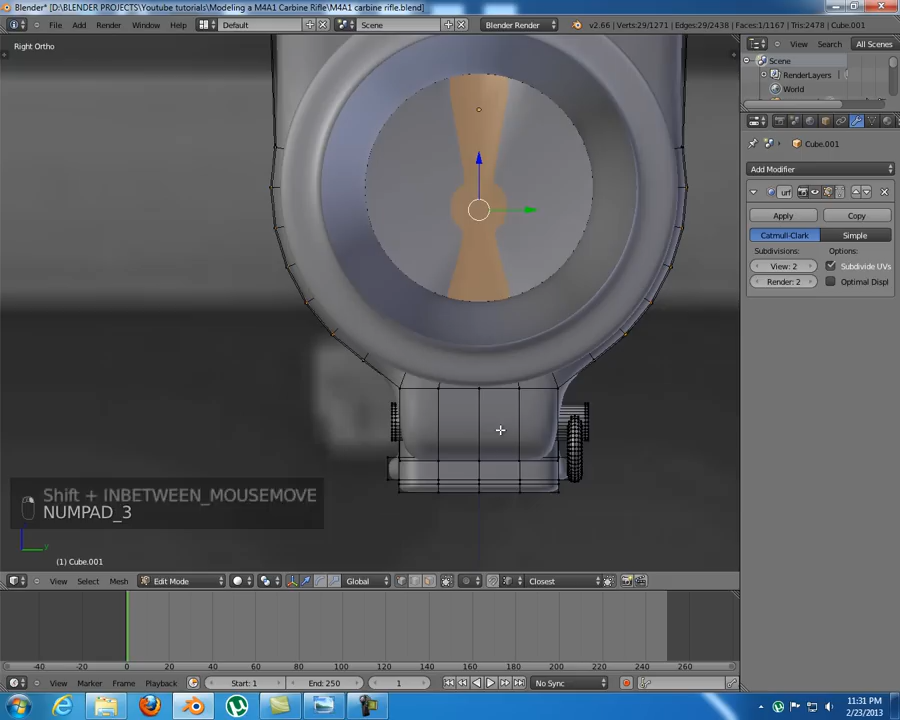 Blender* [D:\BLENDER PROJECTS\Youtube tutorials\Modeling a M4A1 Carbine Rifle\M4A1 carbine rifle.blend]
File Add Render Window Help Default Scene Blender Render v2.66 | Verts:29/1271 | Edges:29/2438 | Faces:1/1167 | Tris:2478 | Cube.001
View Search All Scenes
Right Ortho
Scene
RenderLayers
World
Cube.001
Add Modifier
urf
Apply Copy
Catmull-Clark Simple
Subdivisions: Options:
View: 2 Subdivide UVs
Render: 2 Optimal Displ
Shift + INBETWEEN_MOUSEMOVE
NUMPAD_3
y
(1) Cube.001
View Select Mesh Edit Mode Global Closest
-40 -20 0 20 40 60 80 100 120 140 160 180 200 220 240 260
View Marker Frame Playback Start: 1 End: 250 1 No Sync
11:31 PM
2/23/2013